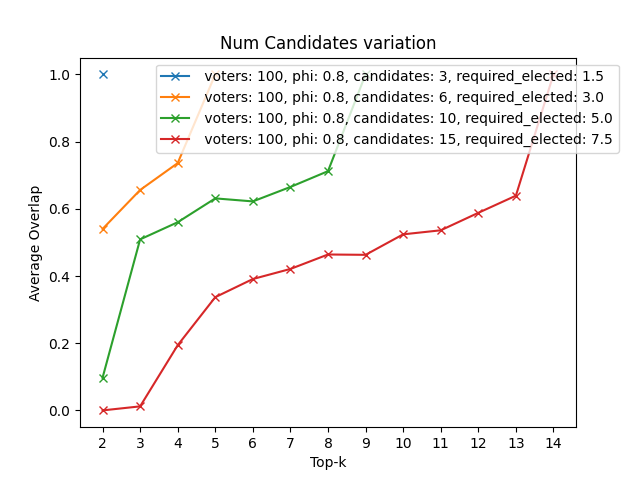 Num Candidates variation
voters: 100, phi: 0.8, candidates: 3, required_elected: 1.5
voters: 100, phi: 0.8, candidates: 6, required_elected: 3.0
voters: 100, phi: 0.8, candidates: 10, required_elected: 5.0
voters: 100, phi: 0.8, candidates: 15, required_elected: 7.5
1.0
0.8
0.6
0.4
0.2
0.0
Average Overlap
2 3 4 5 6 7 8 9 10 11 12 13 14
Top-k